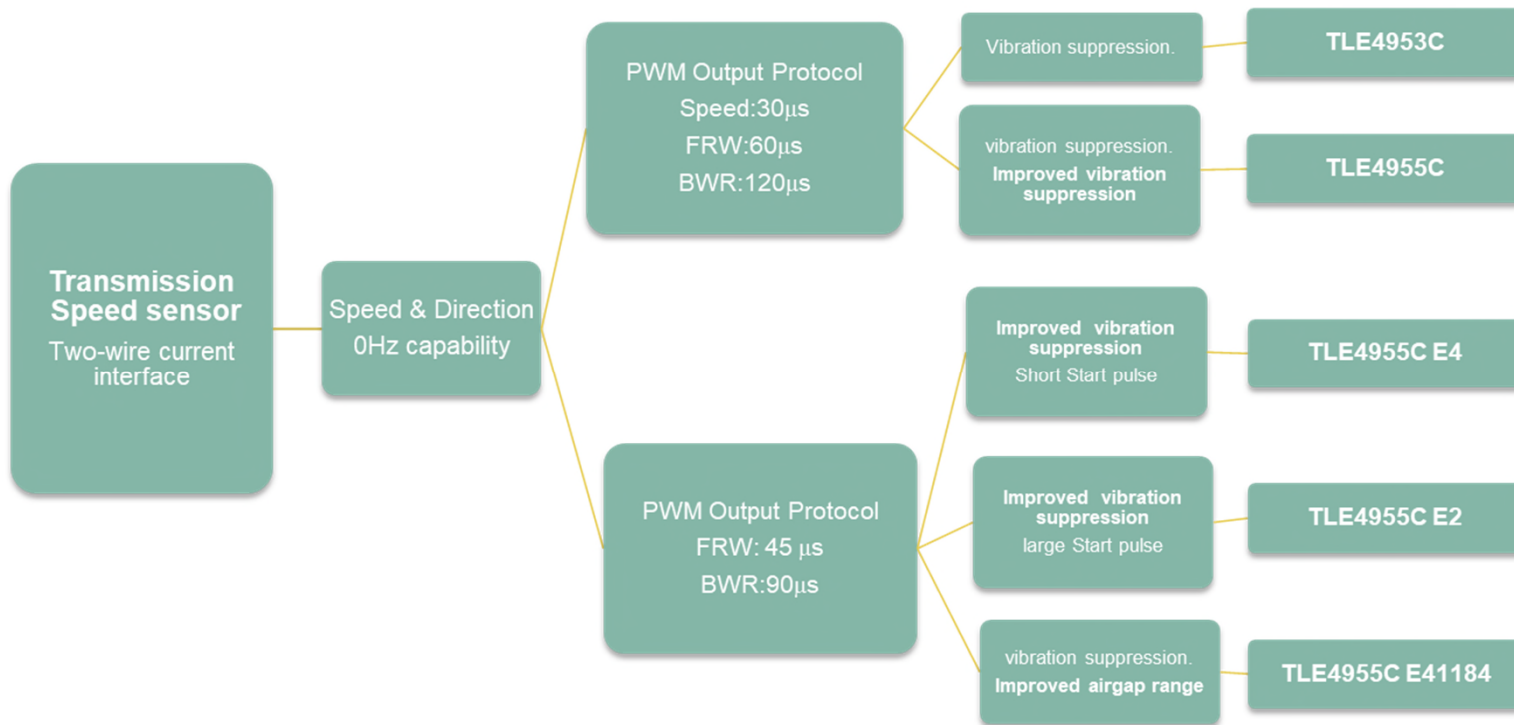 Transmission
Speed sensor
Two-wire current
interface
Speed & Direction
0Hz capability
PWM Output Protocol
Speed:30μs
FRW:60μs
BWR:120μs
Vibration suppression.
TLE4953C
vibration suppression.
Improved vibration
suppression
TLE4955C
PWM Output Protocol
FRW: 45 μs
BWR:90μs
Improved vibration
suppression
Short Start pulse
TLE4955C E4
Improved vibration
suppression
large Start pulse
TLE4955C E2
vibration suppression.
Improved airgap range
TLE4955C E41184